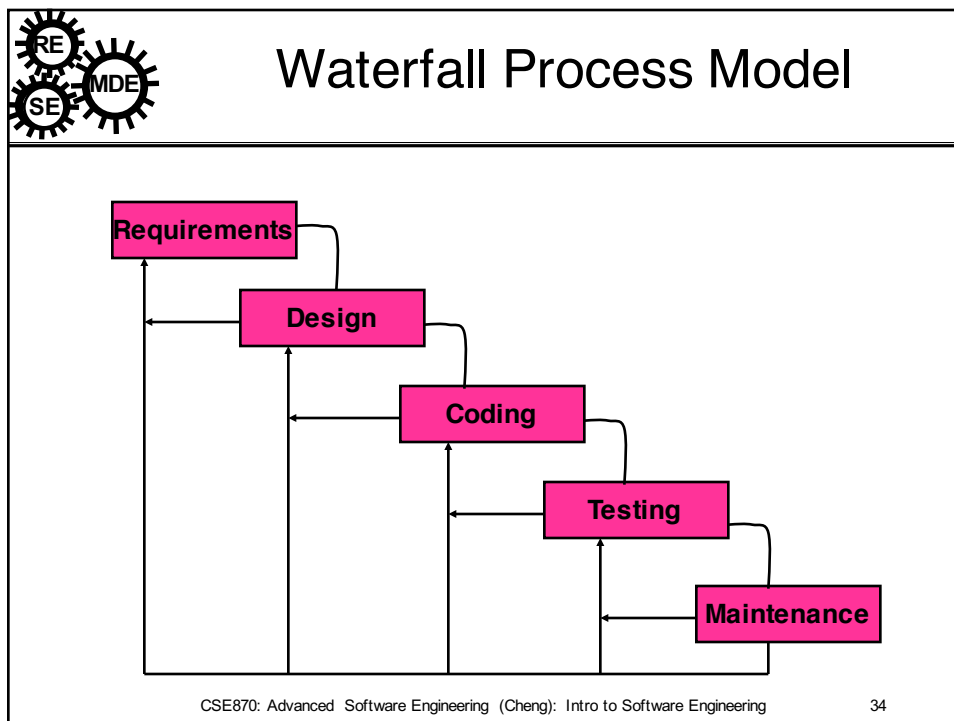 RE
MDE
SE
Waterfall Process Model
Requirements
Design
Coding
Testing
Maintenance
CSE870: Advanced Software Engineering (Cheng): Intro to Software Engineering 34